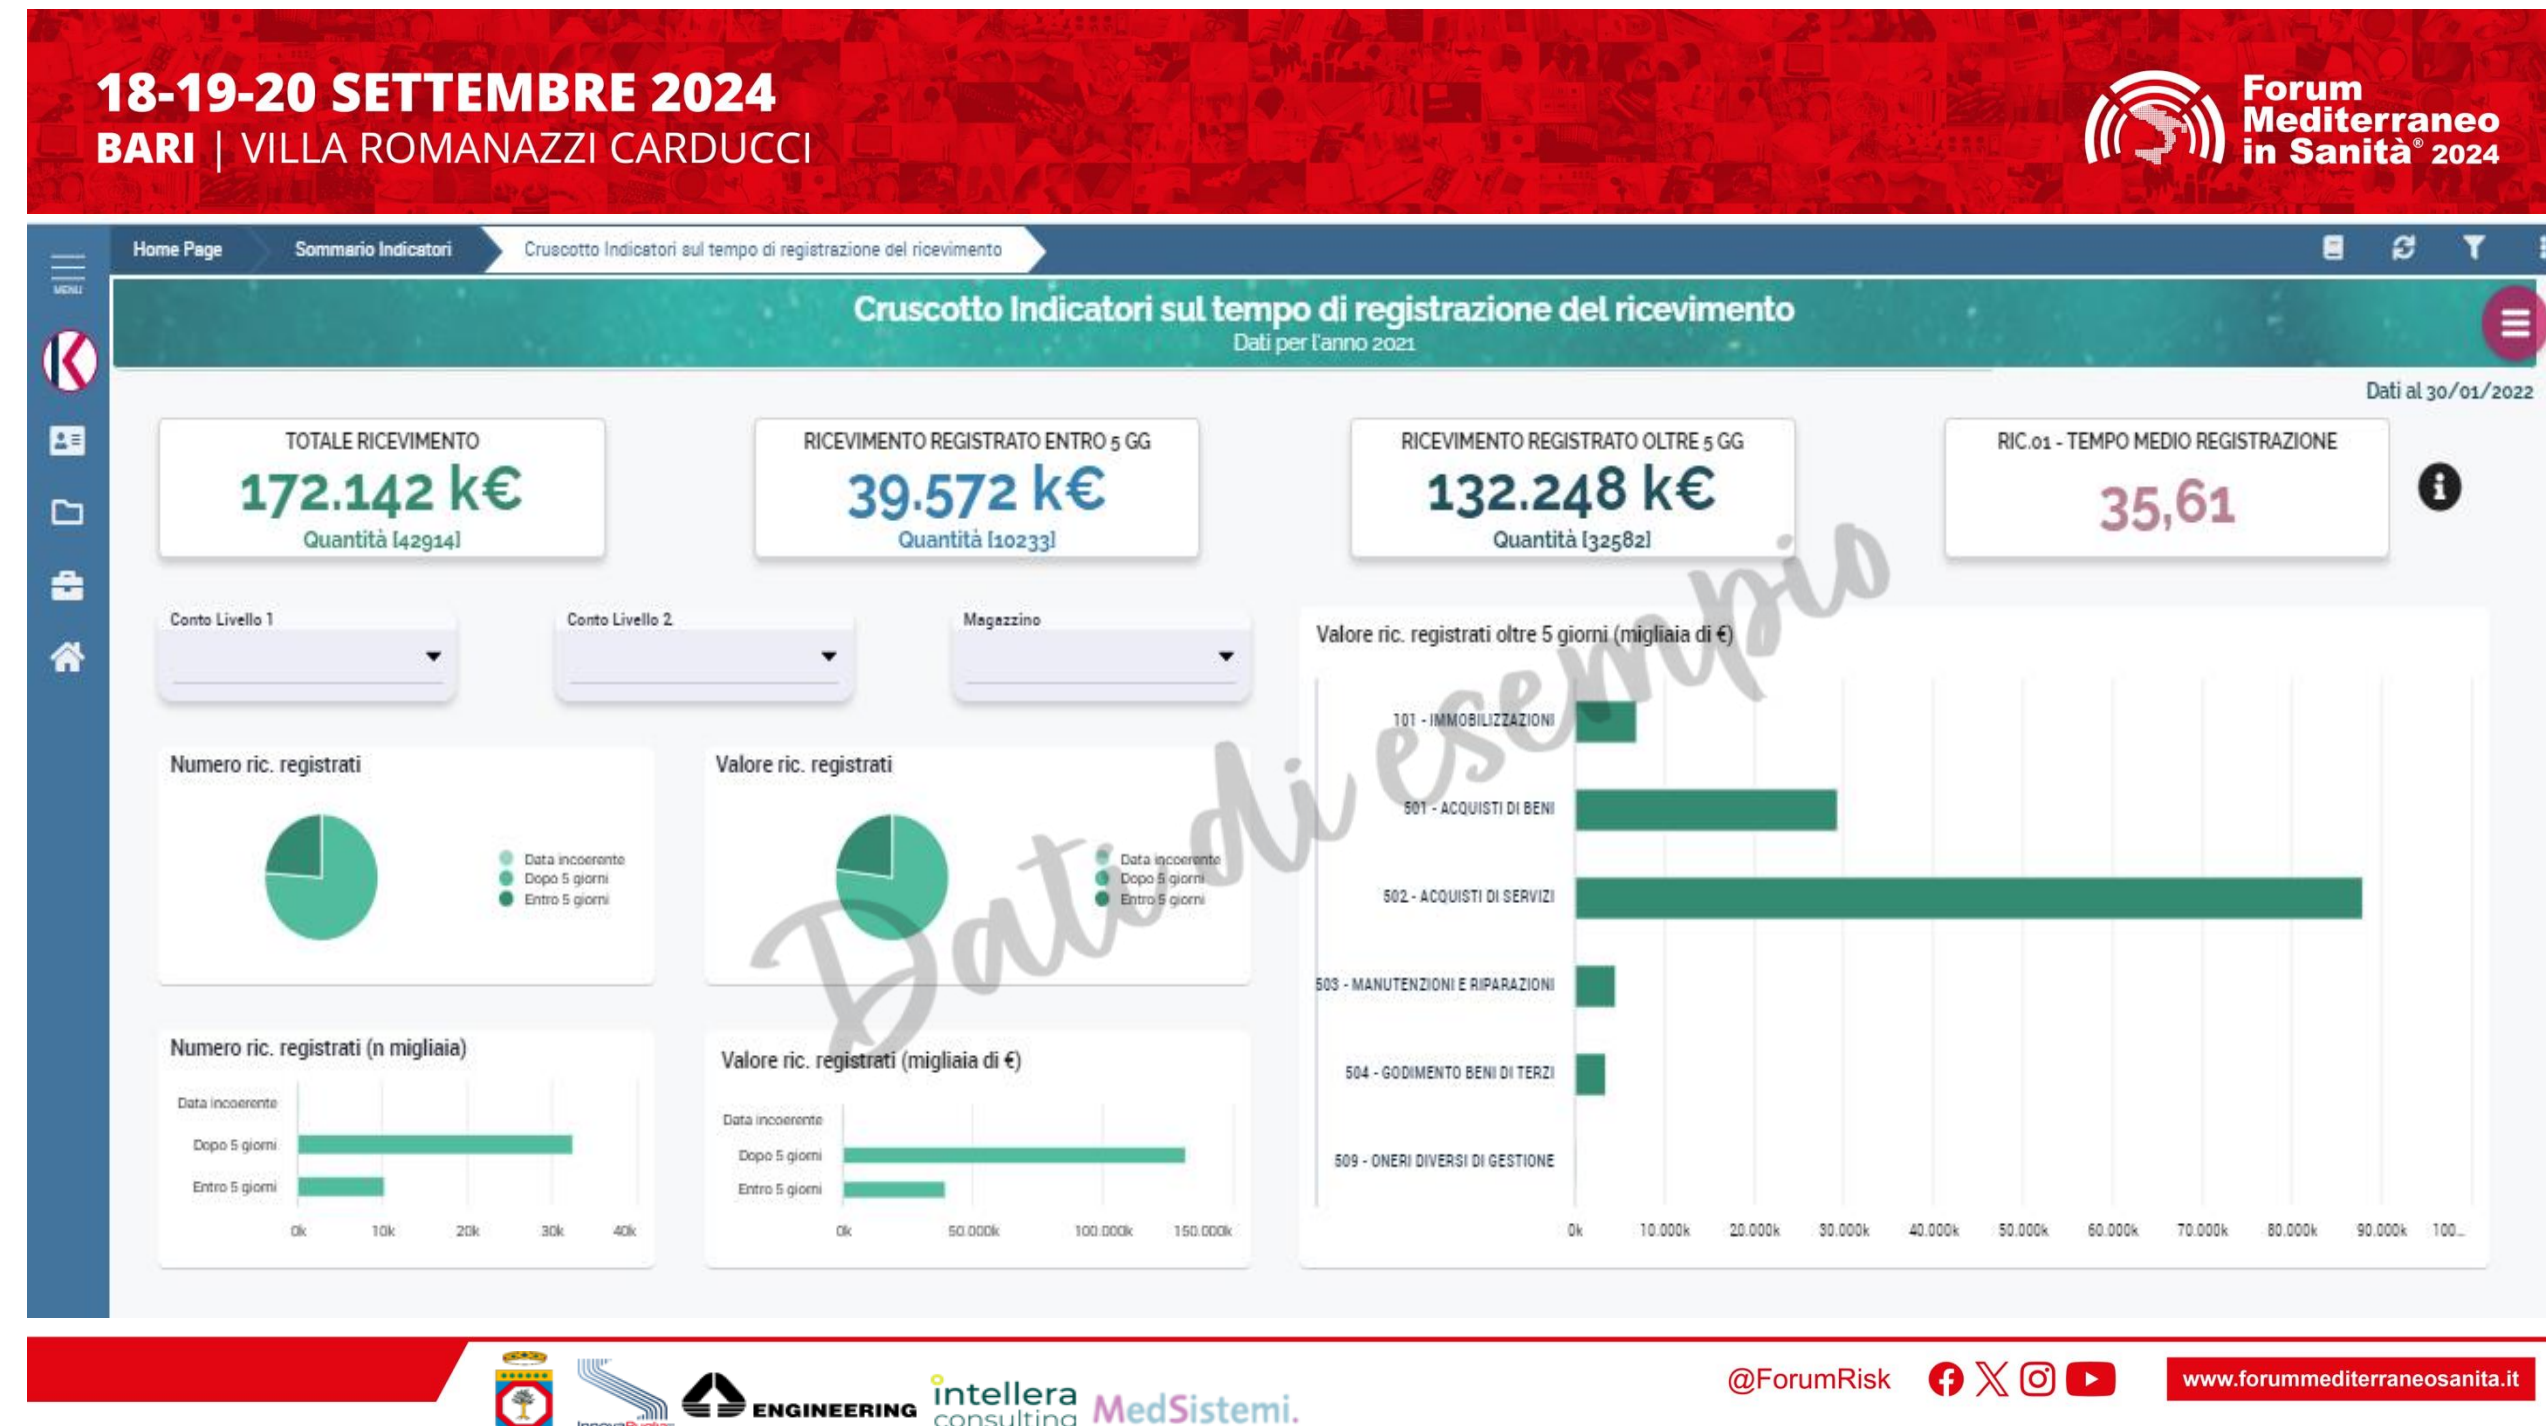 18-19-20 SETTEMBRE 2024
BARI | VILLA ROMANAZZI CARDUCCI
Forum
Mediterraneo
in Sanità® 2024
MENU
Home Page
Sommario Indicatori
Cruscotto Indicatori sul tempo di registrazione del ricevimento
Cruscotto Indicatori sul tempo di registrazione del ricevimento
Dati per l'anno 2021
Dati al 30/01/2022
TOTALE RICEVIMENTO
172.142 k€
Quantità [42914]
RICEVIMENTO REGISTRATO ENTRO 5 GG
39.572 k€
Quantità [10233]
RICEVIMENTO REGISTRATO OLTRE 5 GG
132.248 k€
Quantità [32582]
RIC.01 - TEMPO MEDIO REGISTRAZIONE
35,61
Conto Livello 1
Conto Livello 2
Magazzino
Numero ric. registrati
Data incoerente
Dopo 5 giorni
Entro 5 giorni
Valore ric. registrati
Data incoerente
Dopo 5 giorni
Entro 5 giorni
Numero ric. registrati (n migliaia)
Data incoerente
Dopo 5 giorni
Entro 5 giorni
0k 10k 20k 30k 40k
Valore ric. registrati (migliaia di €)
Data incoerente
Dopo 5 giorni
Entro 5 giorni
0k 50.000k 100.000k 150.000k
Valore ric. registrati oltre 5 giorni (migliaia di €)
101 - IMMOBILIZZAZIONI
501 - ACQUISTI DI BENI
502 - ACQUISTI DI SERVIZI
503 - MANUTENZIONI E RIPARAZIONI
504 - GODIMENTO BENI DI TERZI
509 - ONERI DIVERSI DI GESTIONE
0k 10.000k 20.000k 30.000k 40.000k 50.000k 60.000k 70.000k 80.000k 90.000k 100...
Dati di esempio
InnovaPuglia
ENGINEERING
intellera
consulting
MedSistemi.
@ForumRisk
www.forummediterraneosanita.it